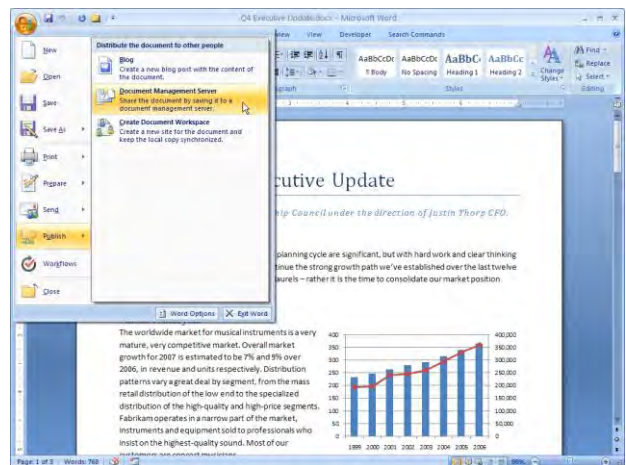 Q4 Executive Update.docx - Microsoft Word
View Developer Search Commands
New
Open
Save
Save As
Print
Prepare
Send
Publish
Workflows
Close
Distribute the document to other people
Blog
Create a new blog post with the content of
the document.
Document Management Server
Share the document by saving it to a
document management server.
Create Document Workspace
Create a new site for the document and
keep the local copy synchronized.
Word Options Exit Word
AaBbCcDc AaBbCcDc AaBbC AaBbCc
¶ Body No Spacing Heading 1 Heading 2
Change
Styles
Styles
Find
Replace
Select
Editing
cutive Update
hip Council under the direction of Justin Thorp CFO.
planning cycle are significant, but with hard work and clear thinking
tinue the strong growth path we've established over the last twelve
aurels – rather it is the time to consolidate our market position
The worldwide market for musical instruments is a very
mature, very competitive market. Overall market
growth for 2007 is estimated to be 7% and 9% over
2006, in revenue and units respectively. Distribution
patterns vary a great deal by segment, from the mass
retail distribution of the low end to the specialized
distribution of the high-quality and high-price segments.
Fabrikam operates in a narrow part of the market,
instruments and equipment sold to professionals who
insist on the highest-quality sound. Most of our
customers are concert musicians
400 400,000
350 350,000
300 300,000
250 250,000
200 200,000
150 150,000
100 100,000
50 50,000
0 0
1999 2000 2001 2002 2003 2004 2005 2006
Page: 1 of 3 Words: 760